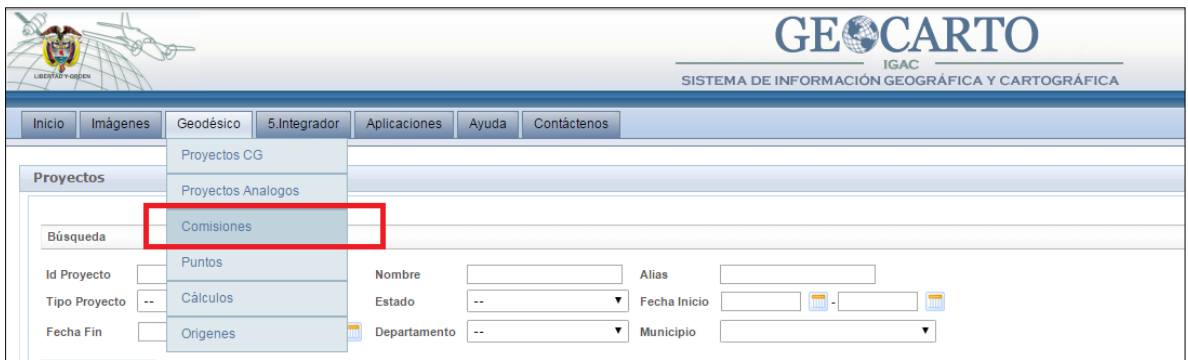 LIBERTAD Y ORDEN
GEOCARTO
IGAC
SISTEMA DE INFORMACIÓN GEOGRÁFICA Y CARTOGRÁFICA
Inicio Imágenes Geodésico 5.Integrador Aplicaciones Ayuda Contáctenos
Proyectos CG
Proyectos
Proyectos Analogos
Comisiones
Búsqueda
Puntos
Id Proyecto Nombre Alias
Tipo Proyecto -- Cálculos Estado -- Fecha Inicio -
Fecha Fin Origenes Departamento -- Municipio